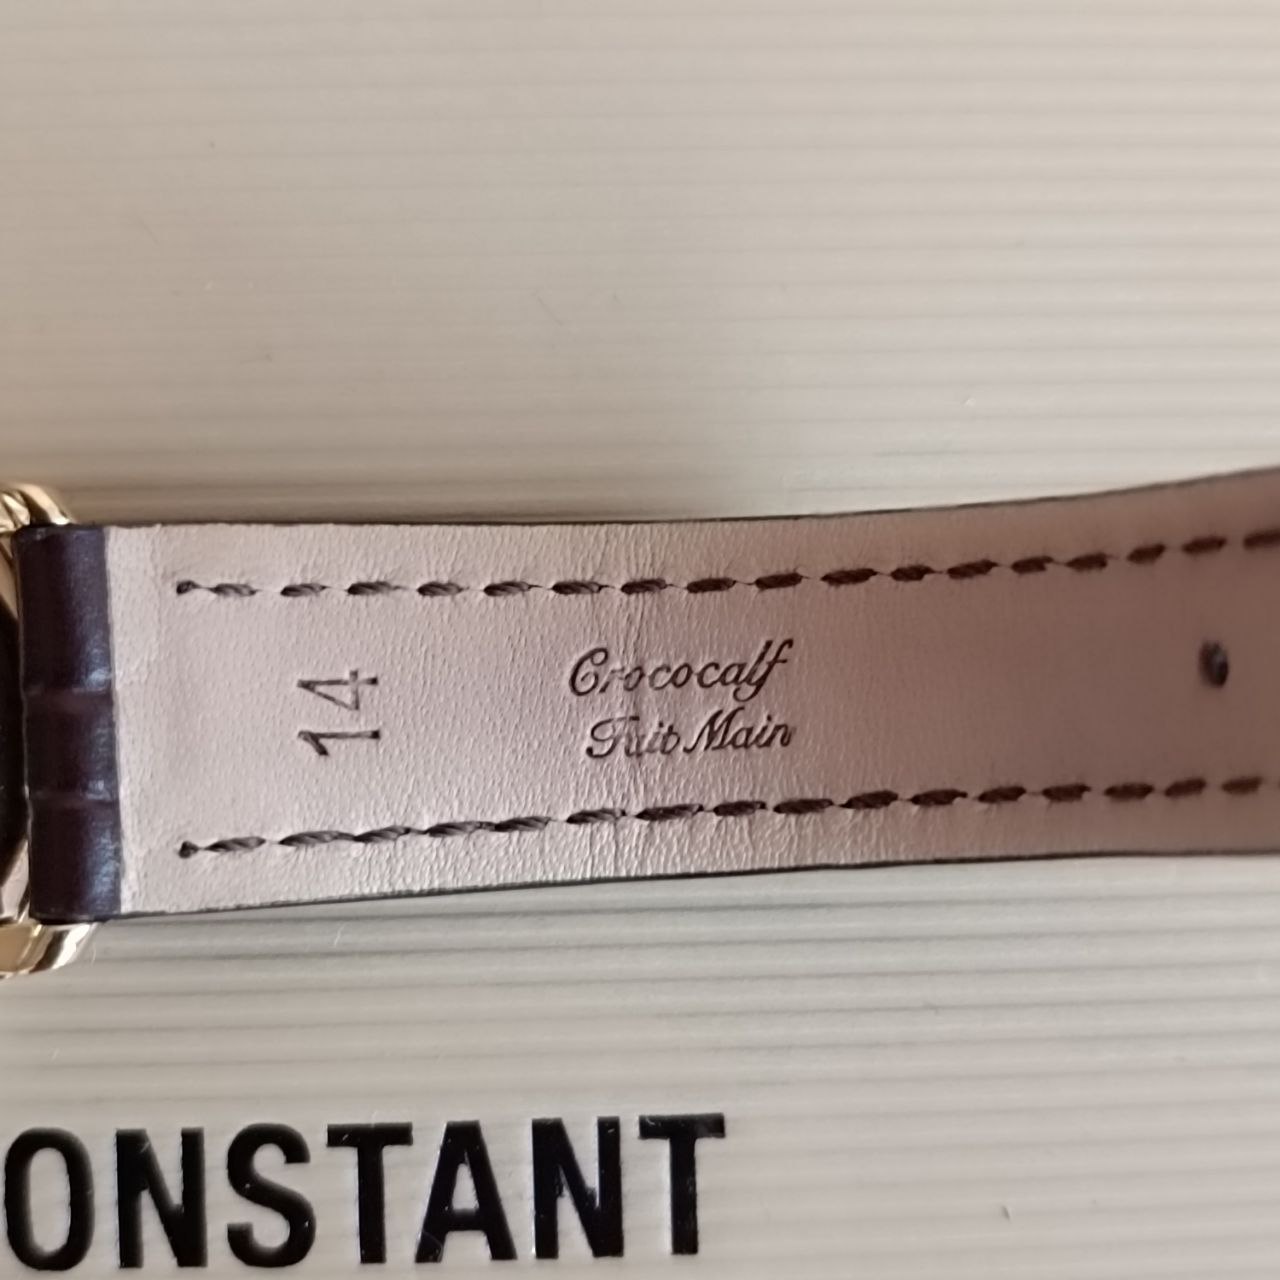 14
Crococalf
Fait Main
ONSTANT